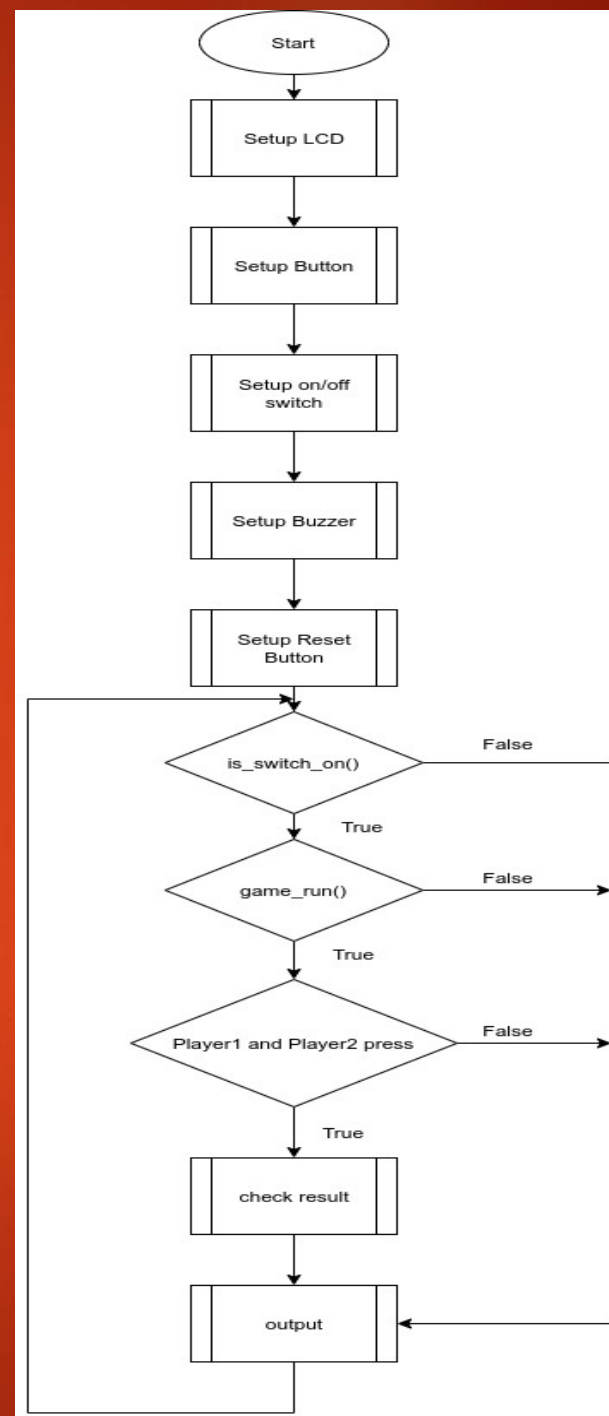 Start
Setup LCD
Setup Button
Setup on/off
switch
Setup Buzzer
Setup Reset
Button
is_switch_on()
False
True
game_run()
False
True
Player1 and Player2 press
False
True
check result
output